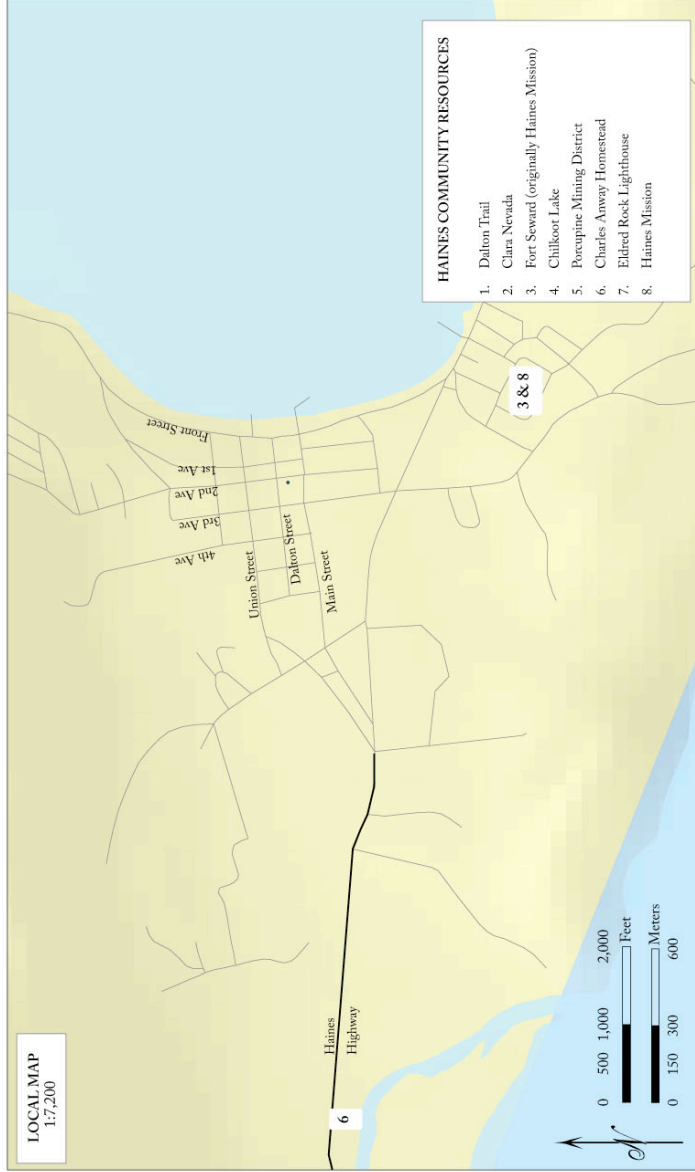 LOCAL MAP
1:7,200
Front Street
1st Ave
2nd Ave
3rd Ave
4th Ave
Union Street
Dalton Street
Main Street
Haines
Highway
6
3 & 8
HAINES COMMUNITY RESOURCES
1. Dalton Trail
2. Clara Nevada
3. Fort Seward (originally Haines Mission)
4. Chilkoot Lake
5. Porcupine Mining District
6. Charles Anway Homestead
7. Eldred Rock Lighthouse
8. Haines Mission
N
0 500 1,000 2,000
Feet
Meters
0 150 300 600